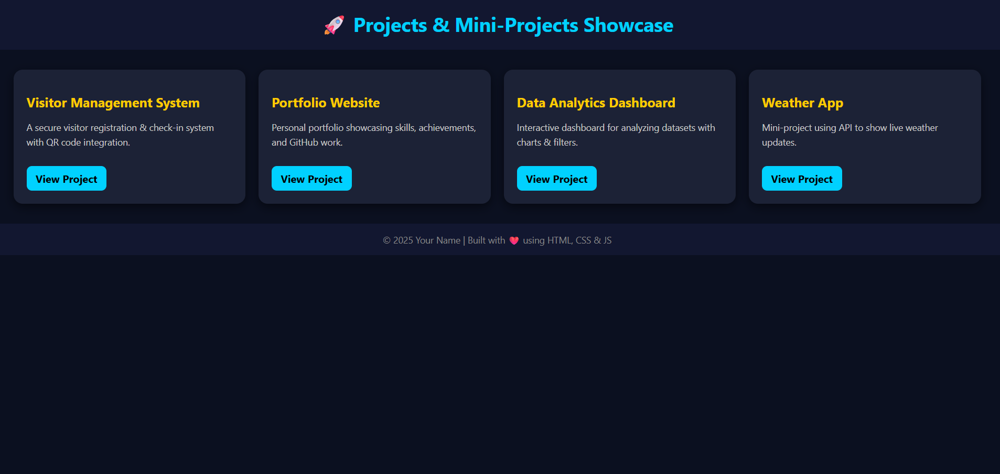 🚀 Projects & Mini-Projects Showcase
Visitor Management System
A secure visitor registration & check-in system
with QR code integration.
View Project
Portfolio Website
Personal portfolio showcasing skills, achievements,
and GitHub work.
View Project
Data Analytics Dashboard
Interactive dashboard for analyzing datasets with
charts & filters.
View Project
Weather App
Mini-project using API to show live weather
updates.
View Project
© 2025 Your Name | Built with ❤️ using HTML, CSS & JS